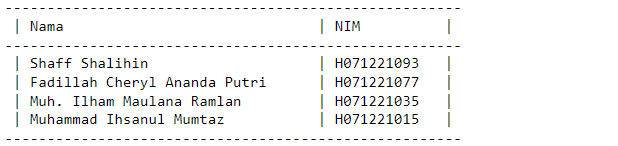 -------------------------------------------------------
| Nama                               | NIM          |
-------------------------------------------------------
| Shaff Shalihin                     | H071221093   |
| Fadillah Cheryl Ananda Putri       | H071221077   |
| Muh. Ilham Maulana Ramlan          | H071221035   |
| Muhammad Ihsanul Mumtaz            | H071221015   |
-------------------------------------------------------